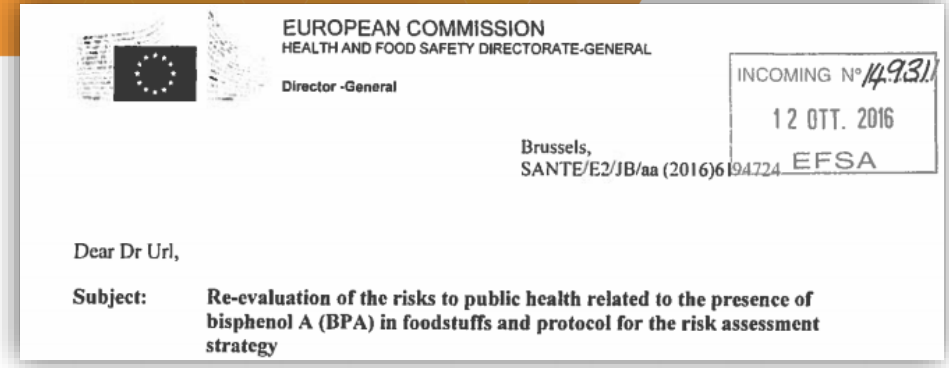 EUROPEAN COMMISSION
HEALTH AND FOOD SAFETY DIRECTORATE-GENERAL
Director -General
INCOMING N° 14931
12 OTT. 2016
EFSA
Brussels,
SANTE/E2/JB/aa (2016)6194724
Dear Dr Url,
Subject: Re-evaluation of the risks to public health related to the presence of
bisphenol A (BPA) in foodstuffs and protocol for the risk assessment
strategy